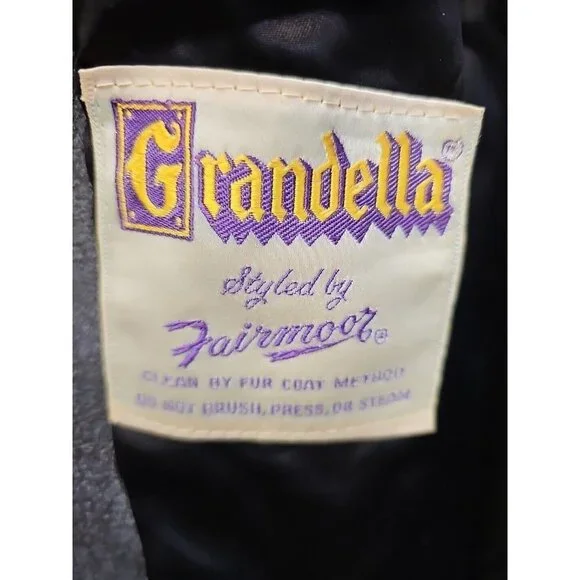 Grandella®
Styled by
Fairmoor®
CLEAN BY FUR COAT METHOD
DO NOT BRUSH, PRESS, OR STEAM